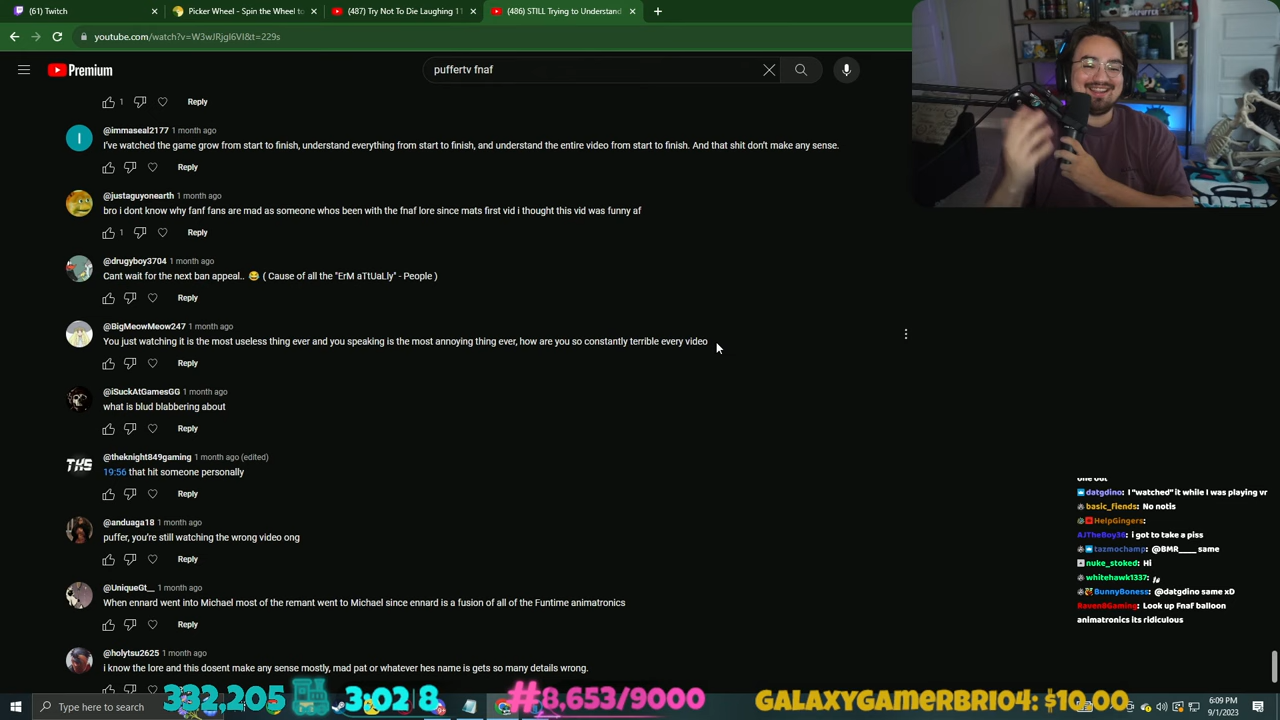 (61) Twitch
Picker Wheel - Spin the Wheel to
(487) Try Not To Die Laughing 11
(486) STILL Trying to Understand
youtube.com/watch?v=W3wJRjgI6VI&t=229s
Premium
puffertv fnaf
1 Reply
@immaseal2177 1 month ago
I've watched the game grow from start to finish, understand everything from start to finish, and understand the entire video from start to finish. And that shit don't make any sense.
Reply
@justaguyonearth 1 month ago
bro i dont know why fanf fans are mad as someone whos been with the fnaf lore since mats first vid i thought this vid was funny af
1 Reply
@drugyboy3704 1 month ago
Cant wait for the next ban appeal.. 😂 ( Cause of all the "ErM aTtUaLly" - People )
Reply
@BigMeowMeow247 1 month ago
You just watching it is the most useless thing ever and you speaking is the most annoying thing ever, how are you so constantly terrible every video
Reply
@iSuckAtGamesGG 1 month ago
what is blud blabbering about
Reply
@theknight849gaming 1 month ago (edited)
19:56 that hit someone personally
Reply
@anduaga18 1 month ago
puffer, you're still watching the wrong video ong
Reply
@UniqueGt__ 1 month ago
When ennard went into Michael most of the remant went to Michael since ennard is a fusion of all of the Funtime animatronics
Reply
@holytsu2625 1 month ago
i know the lore and this dosent make any sense mostly, mad pat or whatever hes name is gets so many details wrong.
one out
datgdino: I "watched" it while I was playing vr
basic_fiends: No notis
HelpGingers:
AJTheBoy36: i got to take a piss
tazmochamp: @BMR____ same
nuke_stoked: Hi
whitehawk1337:
BunnyBoness: @datgdino same xD
Raven8Gaming: Look up Fnaf balloon
animatronics its ridiculous
332,205 3:02 8 #8,653/9000 GALAXYGAMERBR104: $10.00
Type here to search
6:09 PM
9/1/2023